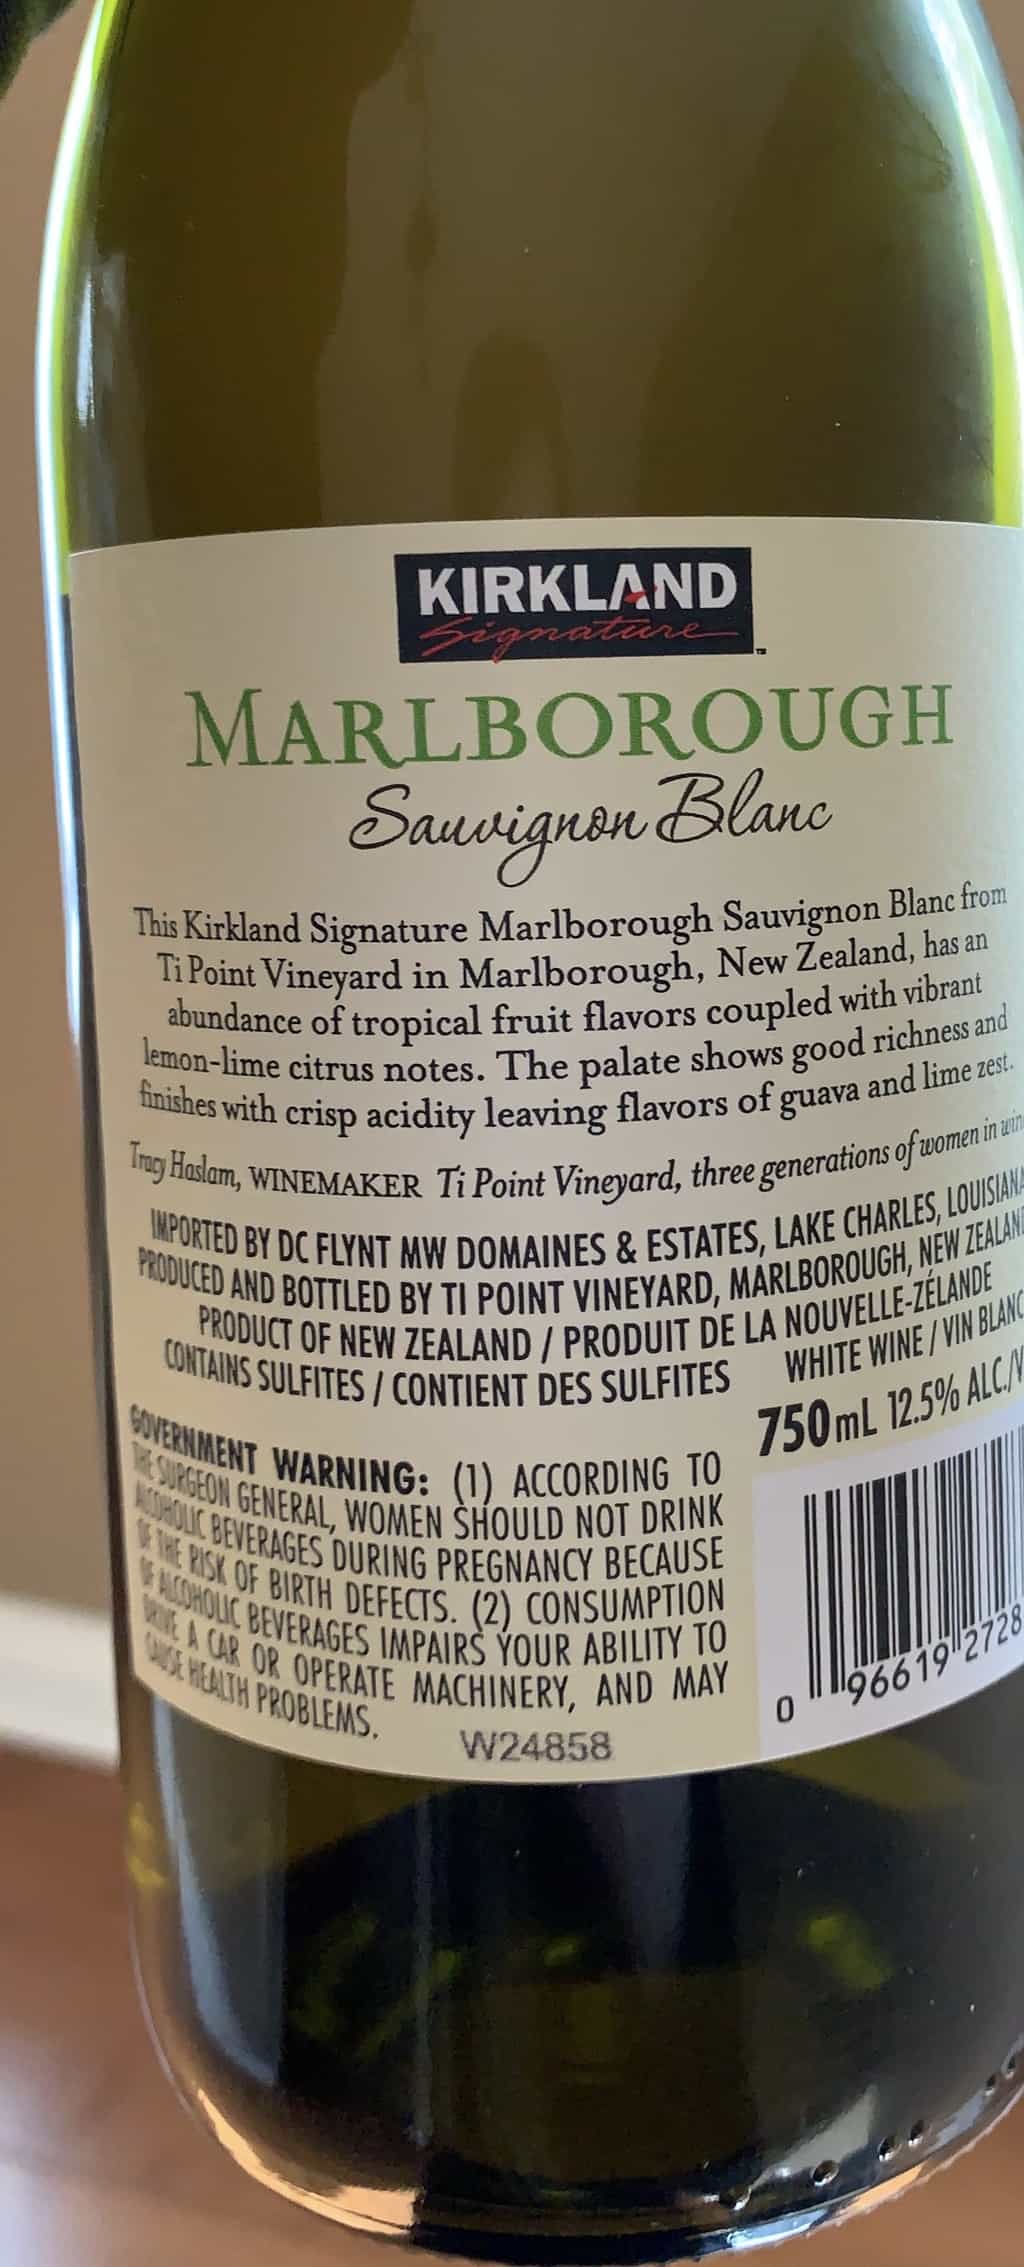 KIRKLAND
Signature™
MARLBOROUGH
Sauvignon Blanc
This Kirkland Signature Marlborough Sauvignon Blanc from
Ti Point Vineyard in Marlborough, New Zealand, has an
abundance of tropical fruit flavors coupled with vibrant
lemon-lime citrus notes. The palate shows good richness and
finishes with crisp acidity leaving flavors of guava and lime zest.
Tracy Haslam, WINEMAKER Ti Point Vineyard, three generations of women in
IMPORTED BY DC FLYNT MW DOMAINES & ESTATES, LAKE CHARLES, LOUISIANA
PRODUCED AND BOTTLED BY TI POINT VINEYARD, MARLBOROUGH, NEW ZEALAND
PRODUCT OF NEW ZEALAND / PRODUIT DE LA NOUVELLE-ZÉLANDE
CONTAINS SULFITES / CONTIENT DES SULFITES
WHITE WINE / VIN BLANC
750mL 12.5% ALC./V
GOVERNMENT WARNING: (1) ACCORDING TO
THE SURGEON GENERAL, WOMEN SHOULD NOT DRINK
ALCOHOLIC BEVERAGES DURING PREGNANCY BECAUSE
OF THE RISK OF BIRTH DEFECTS. (2) CONSUMPTION
OF ALCOHOLIC BEVERAGES IMPAIRS YOUR ABILITY TO
DRIVE A CAR OR OPERATE MACHINERY, AND MAY
CAUSE HEALTH PROBLEMS.
0 96619 2728
W24858